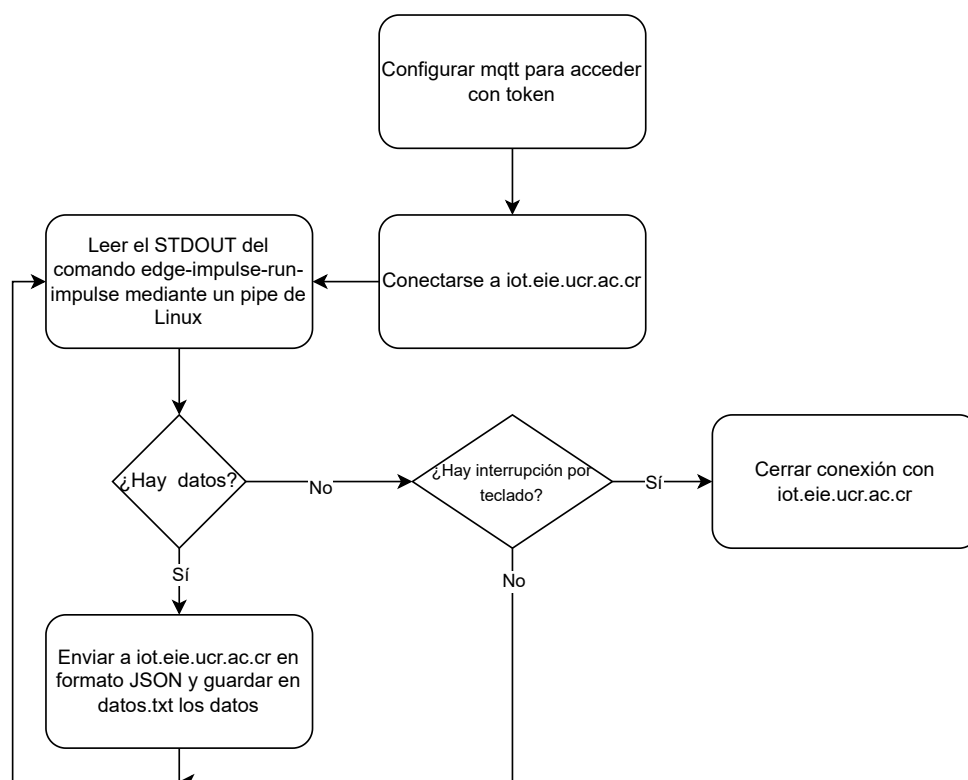 Configurar mqtt para acceder
con token
Leer el STDOUT del
comando edge-impulse-run-
impulse mediante un pipe de
Linux
Conectarse a iot.eie.ucr.ac.cr
¿Hay datos?
No
¿Hay interrupción por
teclado?
Sí
Cerrar conexión con
iot.eie.ucr.ac.cr
Sí
No
Enviar a iot.eie.ucr.ac.cr en
formato JSON y guardar en
datos.txt los datos